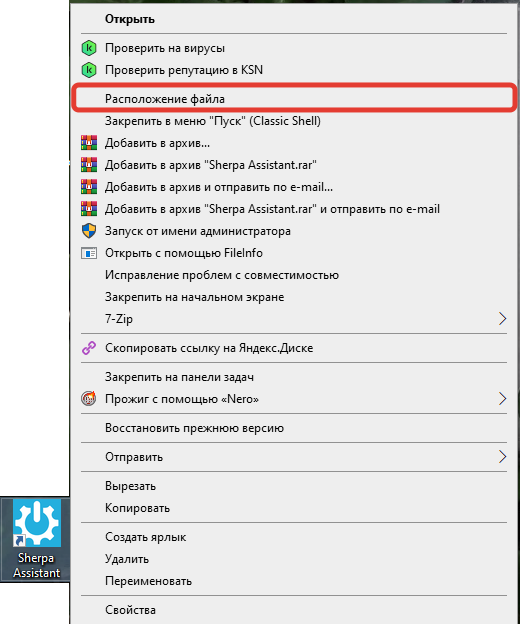 Открыть
Проверить на вирусы
Проверить репутацию в KSN
Расположение файла
Закрепить в меню "Пуск" (Classic Shell)
Добавить в архив...
Добавить в архив "Sherpa Assistant.rar"
Добавить в архив и отправить по e-mail...
Добавить в архив "Sherpa Assistant.rar" и отправить по e-mail
Запуск от имени администратора
Открыть с помощью FileInfo
Исправление проблем с совместимостью
Закрепить на начальном экране
7-Zip
Скопировать ссылку на Яндекс.Диске
Закрепить на панели задач
Прожиг с помощью «Nero»
Восстановить прежнюю версию
Отправить
Вырезать
Копировать
Создать ярлык
Удалить
Переименовать
Свойства
Sherpa
Assistant